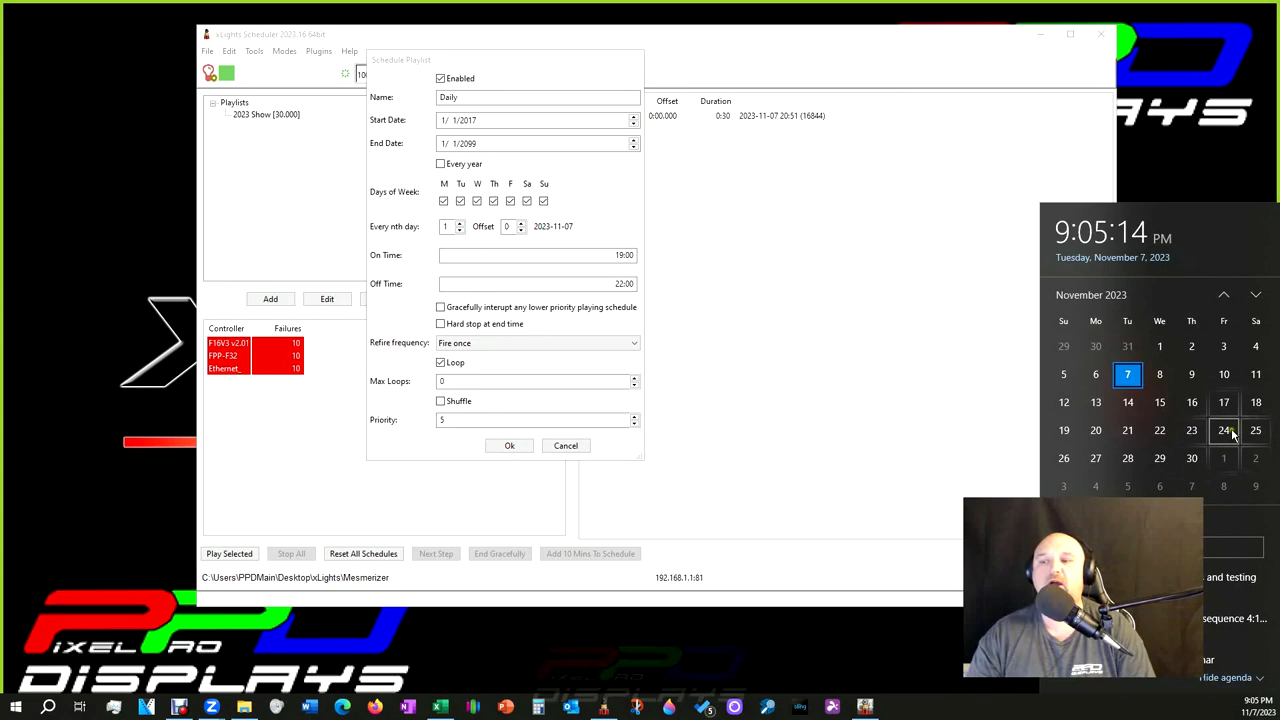 xLights Scheduler 2023.16 64bit
File Edit Tools Modes Plugins Help
Schedule Playlist
Playlists
2023 Show [30.000]
Enabled
Name: Daily
Start Date: 1/ 1/2017
End Date: 1/ 1/2099
Every year
M Tu W Th F Sa Su
Days of Week:
Every nth day: 1 Offset 0 2023-11-07
On Time: 19:00
Off Time: 22:00
Gracefully interupt any lower priority playing schedule
Hard stop at end time
Refire frequency: Fire once
Loop
Max Loops: 0
Shuffle
Priority: 5
Ok Cancel
Offset Duration
0:00.000 0:30 2023-11-07 20:51 (16844)
Add Edit
Controller Failures
F16V3 v2.01 10
FPP-F32 10
Ethernet_ 10
Play Selected Stop All Reset All Schedules Next Step End Gracefully Add 10 Mins To Schedule
C:\Users\PPDMain\Desktop\xLights\Mesmerizer 192.168.1.1:81
9:05:14 PM
Tuesday, November 7, 2023
November 2023
Su Mo Tu We Th Fr Sa
29 30 31 1 2 3 4
5 6 7 8 9 10 11
12 13 14 15 16 17 18
19 20 21 22 23 24 25
26 27 28 29 30 1 2
3 4 5 6 7 8 9
and testing
sequence 4:1...
Hide agenda
PPD
PIXEL PRO
DISPLAYS
sling
5
9:05 PM
11/7/2023